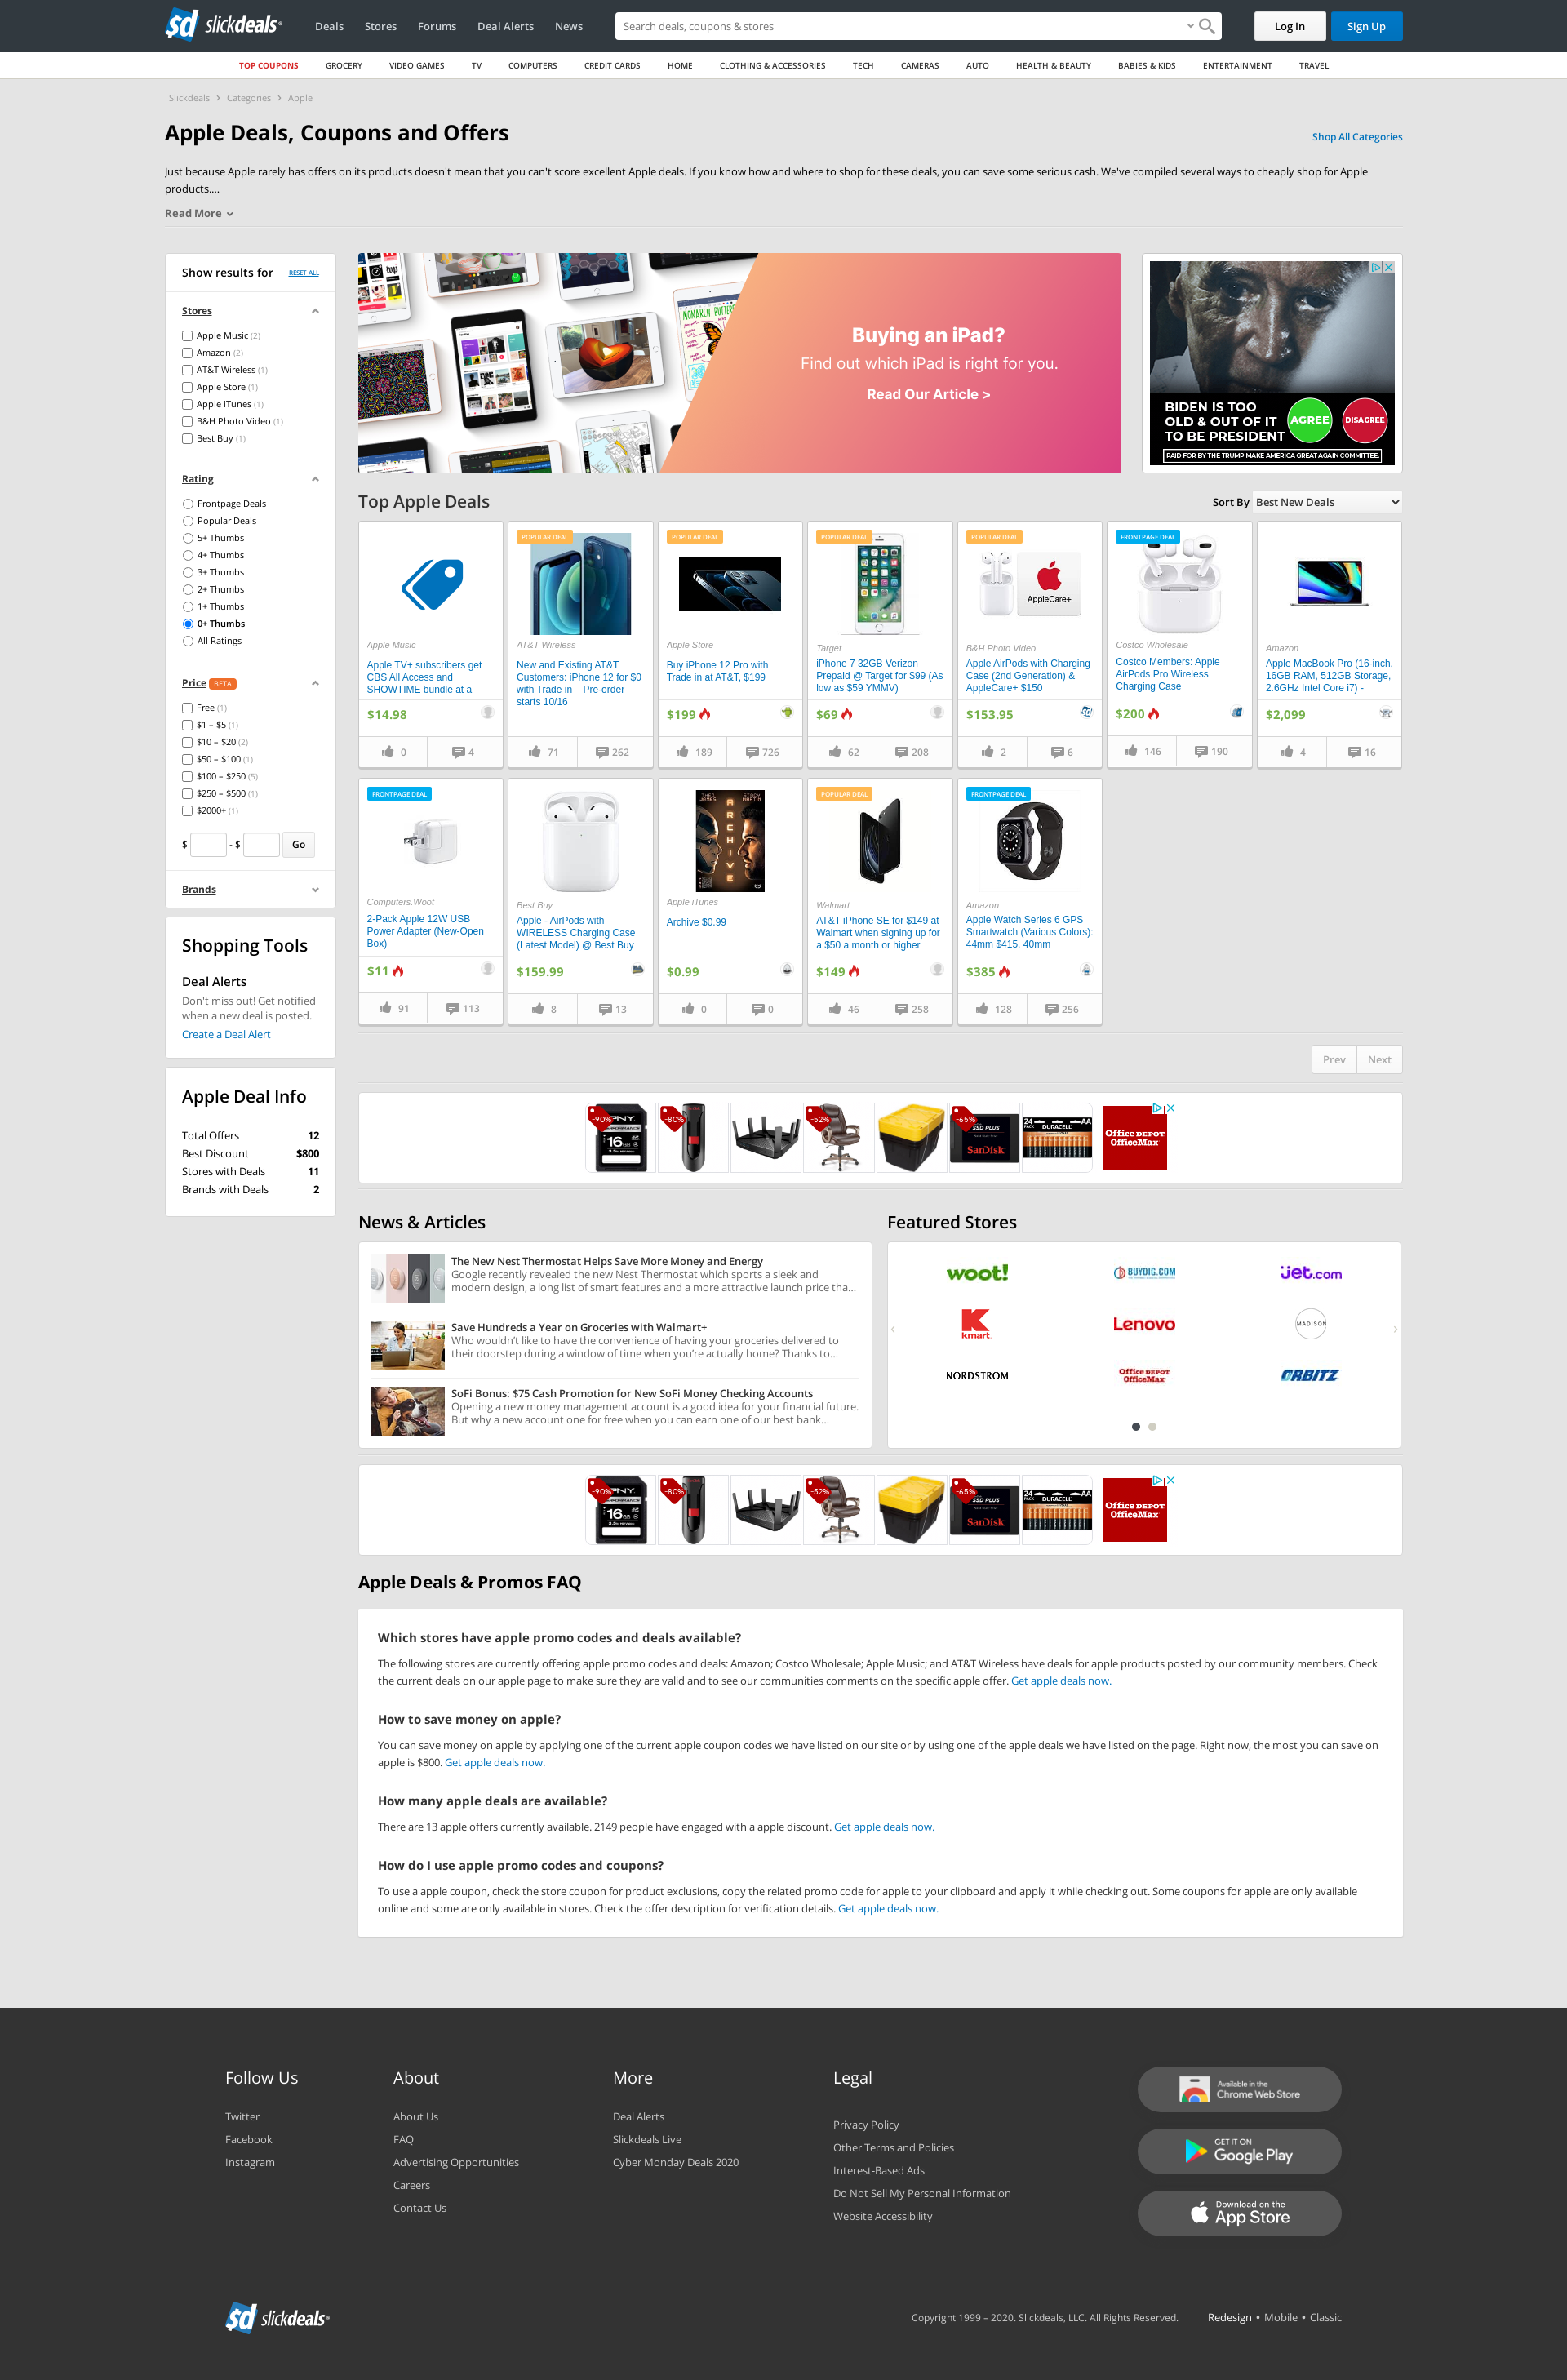 sd slickdeals
Deals
Stores
Forums
Deal Alerts
News
Search deals, coupons & stores
Log In
Sign Up
TOP COUPONS
GROCERY
VIDEO GAMES
TV
COMPUTERS
CREDIT CARDS
HOME
CLOTHING & ACCESSORIES
TECH
CAMERAS
AUTO
HEALTH & BEAUTY
BABIES & KIDS
ENTERTAINMENT
TRAVEL
Slickdeals › Categories › Apple
Apple Deals, Coupons and Offers
Shop All Categories
Just because Apple rarely has offers on its products doesn't mean that you can't score excellent Apple deals. If you know how and where to shop for these deals, you can save some serious cash. We've compiled several ways to cheaply shop for Apple
products.…
Read More
Show results for
RESET ALL
Stores
Apple Music (2)
Amazon (2)
AT&T Wireless (1)
Apple Store (1)
Apple iTunes (1)
B&H Photo Video (1)
Best Buy (1)
Rating
Frontpage Deals
Popular Deals
5+ Thumbs
4+ Thumbs
3+ Thumbs
2+ Thumbs
1+ Thumbs
0+ Thumbs
All Ratings
Price BETA
Free (1)
$1 – $5 (1)
$10 – $20 (2)
$50 – $100 (1)
$100 – $250 (5)
$250 – $500 (1)
$2000+ (1)
$ - $ Go
Brands
Shopping Tools
Deal Alerts
Don't miss out! Get notified
when a new deal is posted.
Create a Deal Alert
Apple Deal Info
Total Offers 12
Best Discount $800
Stores with Deals 11
Brands with Deals 2
Buying an iPad?
Find out which iPad is right for you.
Read Our Article >
BIDEN IS TOO
OLD & OUT OF IT
TO BE PRESIDENT
AGREE
DISAGREE
PAID FOR BY THE TRUMP MAKE AMERICA GREAT AGAIN COMMITTEE.
Top Apple Deals
Sort By Best New Deals
Apple Music
Apple TV+ subscribers get
CBS All Access and
SHOWTIME bundle at a
$14.98
0
4
POPULAR DEAL
AT&T Wireless
New and Existing AT&T
Customers: iPhone 12 for $0
with Trade in – Pre-order
starts 10/16
71
262
POPULAR DEAL
Apple Store
Buy iPhone 12 Pro with
Trade in at AT&T, $199
$199
189
726
POPULAR DEAL
Target
iPhone 7 32GB Verizon
Prepaid @ Target for $99 (As
low as $59 YMMV)
$69
62
208
POPULAR DEAL
AppleCare+
B&H Photo Video
Apple AirPods with Charging
Case (2nd Generation) &
AppleCare+ $150
$153.95
2
6
FRONTPAGE DEAL
Costco Wholesale
Costco Members: Apple
AirPods Pro Wireless
Charging Case
$200
146
190
Amazon
Apple MacBook Pro (16-inch,
16GB RAM, 512GB Storage,
2.6GHz Intel Core i7) -
$2,099
4
16
FRONTPAGE DEAL
Computers.Woot
2-Pack Apple 12W USB
Power Adapter (New-Open
Box)
$11
91
113
Best Buy
Apple - AirPods with
WIRELESS Charging Case
(Latest Model) @ Best Buy
$159.99
8
13
THEO JAMES
STACY MARTIN
ARCHIVE
Apple iTunes
Archive $0.99
$0.99
0
0
POPULAR DEAL
Walmart
AT&T iPhone SE for $149 at
Walmart when signing up for
a $50 a month or higher
$149
46
258
FRONTPAGE DEAL
Amazon
Apple Watch Series 6 GPS
Smartwatch (Various Colors):
44mm $415, 40mm
$385
128
256
Prev
Next
-90%
PNY
16
-80%
-52%
-65%
SSD PLUS
SanDisk
24
DURACELL
AA
Office DEPOT
OfficeMax
News & Articles
The New Nest Thermostat Helps Save More Money and Energy
Google recently revealed the new Nest Thermostat which sports a sleek and
modern design, a long list of smart features and a more attractive launch price tha…
Save Hundreds a Year on Groceries with Walmart+
Who wouldn’t like to have the convenience of having your groceries delivered to
their doorstep during a window of time when you’re actually home? Thanks to…
SoFi Bonus: $75 Cash Promotion for New SoFi Money Checking Accounts
Opening a new money management account is a good idea for your financial future.
But why a new account one for free when you can earn one of our best bank…
Featured Stores
woot!
BUYDIG.COM
Jet.com
kmart
Lenovo
MADISON
NORDSTROM
Office DEPOT
OfficeMax
ORBITZ
-90%
PNY
16
-80%
-52%
-65%
SSD PLUS
SanDisk
24
DURACELL
AA
Office DEPOT
OfficeMax
Apple Deals & Promos FAQ
Which stores have apple promo codes and deals available?
The following stores are currently offering apple promo codes and deals: Amazon; Costco Wholesale; Apple Music; and AT&T Wireless have deals for apple products posted by our community members. Check
the current deals on our apple page to make sure they are valid and to see our communities comments on the specific apple offer. Get apple deals now.
How to save money on apple?
You can save money on apple by applying one of the current apple coupon codes we have listed on our site or by using one of the apple deals we have listed on the page. Right now, the most you can save on
apple is $800. Get apple deals now.
How many apple deals are available?
There are 13 apple offers currently available. 2149 people have engaged with a apple discount. Get apple deals now.
How do I use apple promo codes and coupons?
To use a apple coupon, check the store coupon for product exclusions, copy the related promo code for apple to your clipboard and apply it while checking out. Some coupons for apple are only available
online and some are only available in stores. Check the offer description for verification details. Get apple deals now.
Follow Us
Twitter
Facebook
Instagram
About
About Us
FAQ
Advertising Opportunities
Careers
Contact Us
More
Deal Alerts
Slickdeals Live
Cyber Monday Deals 2020
Legal
Privacy Policy
Other Terms and Policies
Interest-Based Ads
Do Not Sell My Personal Information
Website Accessibility
Available in the
Chrome Web Store
GET IT ON
Google Play
Download on the
App Store
sd slickdeals
Copyright 1999 – 2020. Slickdeals, LLC. All Rights Reserved.
Redesign • Mobile • Classic